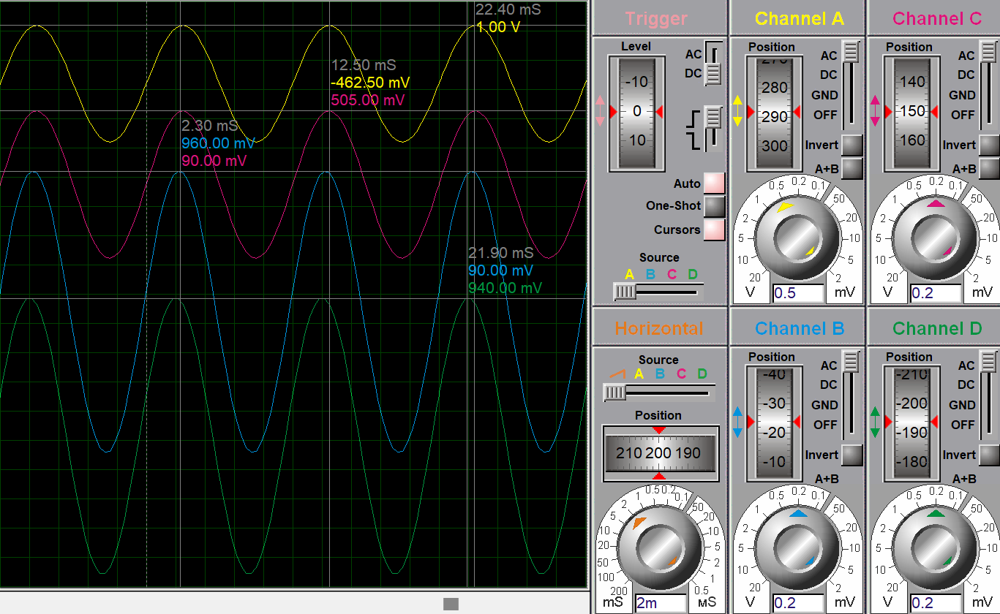 22.40 mS
1.00 V
12.50 mS
-462.50 mV
505.00 mV
2.30 mS
960.00 mV
90.00 mV
21.90 mS
90.00 mV
940.00 mV
Trigger
Level
-10
0
10
AC
DC
Auto
One-Shot
Cursors
Source
A B C D
Channel A
Position
270
280
290
300
AC
DC
GND
OFF
Invert
A+B
20 10 5 2 1 0.5 0.2 0.1 50 20 10 5 2
V
0.5
mV
Channel C
Position
140
150
160
AC
DC
GND
OFF
Invert
A+B
20 10 5 2 1 0.5 0.2 0.1 50 20 10 5 2
V
0.2
mV
Horizontal
Source
A B C D
Position
210 200 190
200 100 50 20 10 5 2 1 0.5 0.2 0.1 50 20 10 5 2 1 0.5
mS
2m
мS
Channel B
Position
-40
-30
-20
-10
AC
DC
GND
OFF
Invert
A+B
20 10 5 2 1 0.5 0.2 0.1 50 20 10 5 2
V
0.2
mV
Channel D
Position
-210
-200
-190
-180
AC
DC
GND
OFF
Invert
A+B
20 10 5 2 1 0.5 0.2 0.1 50 20 10 5 2
V
0.2
mV